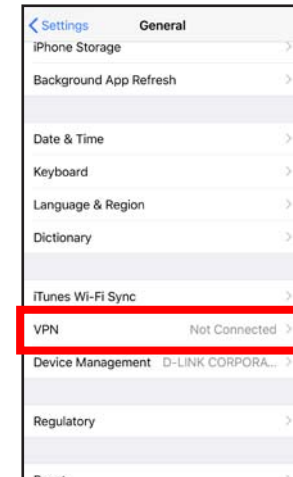 Settings General
iPhone Storage
Background App Refresh
Date & Time
Keyboard
Language & Region
Dictionary
iTunes Wi-Fi Sync
VPN Not Connected
Device Management D-LINK CORPORA...
Regulatory